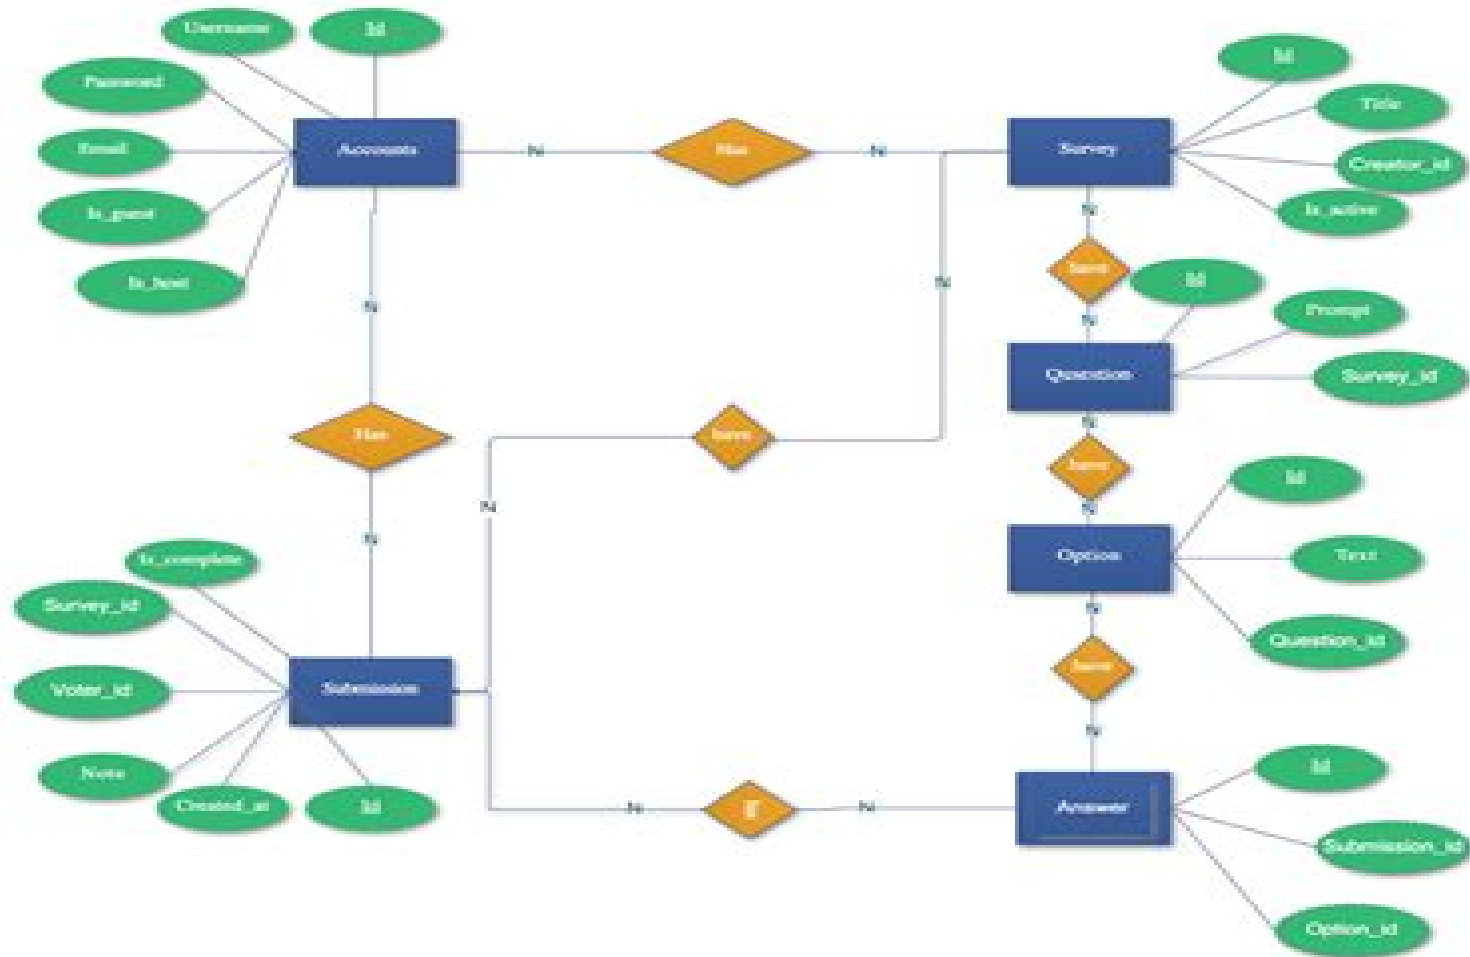 Username
Id
Password
Email
Is_guest
Is_host
Accounts
N
Has
N
Survey
Id
Title
Creator_id
Is_active
N
have
N
Id
Prompt
Survey_id
Question
N
N
Has
N
have
N
N
have
N
Option
Id
Text
Question_id
N
have
N
Is_complete
Survey_id
Voter_id
Note
Created_at
Id
Submission
N
N
Answer
Id
Submission_id
Option_id